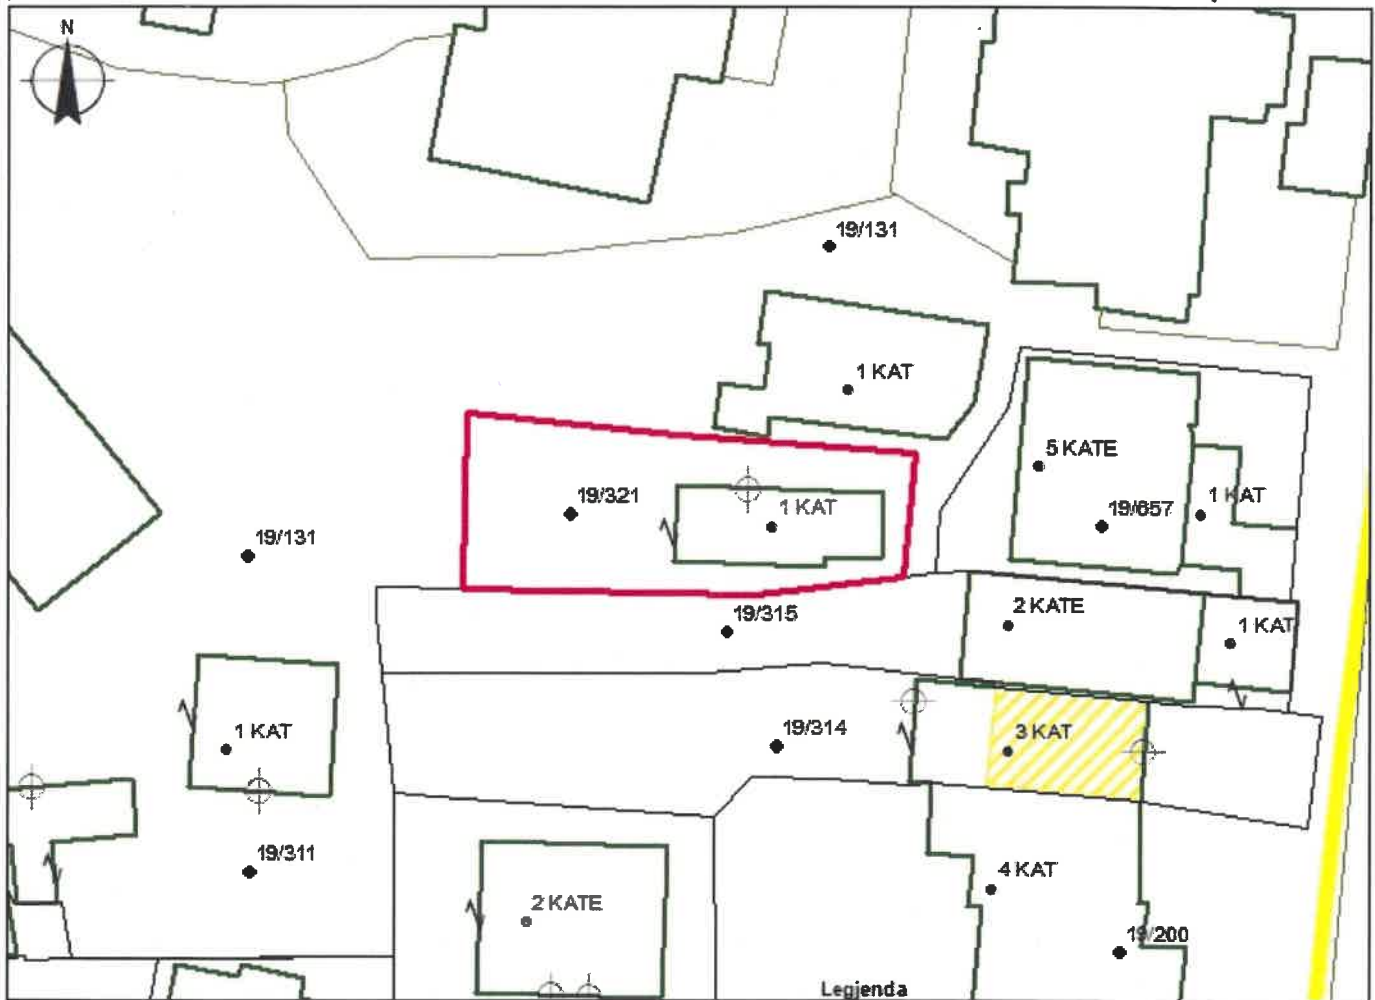 N
19/131
1 KAT
5 KATE
19/321
1 KAT
19/657
1 KAT
19/131
19/315
2 KATE
1 KAT
1 KAT
19/314
3 KAT
19/311
4 KAT
2 KATE
19/200
Legjenda